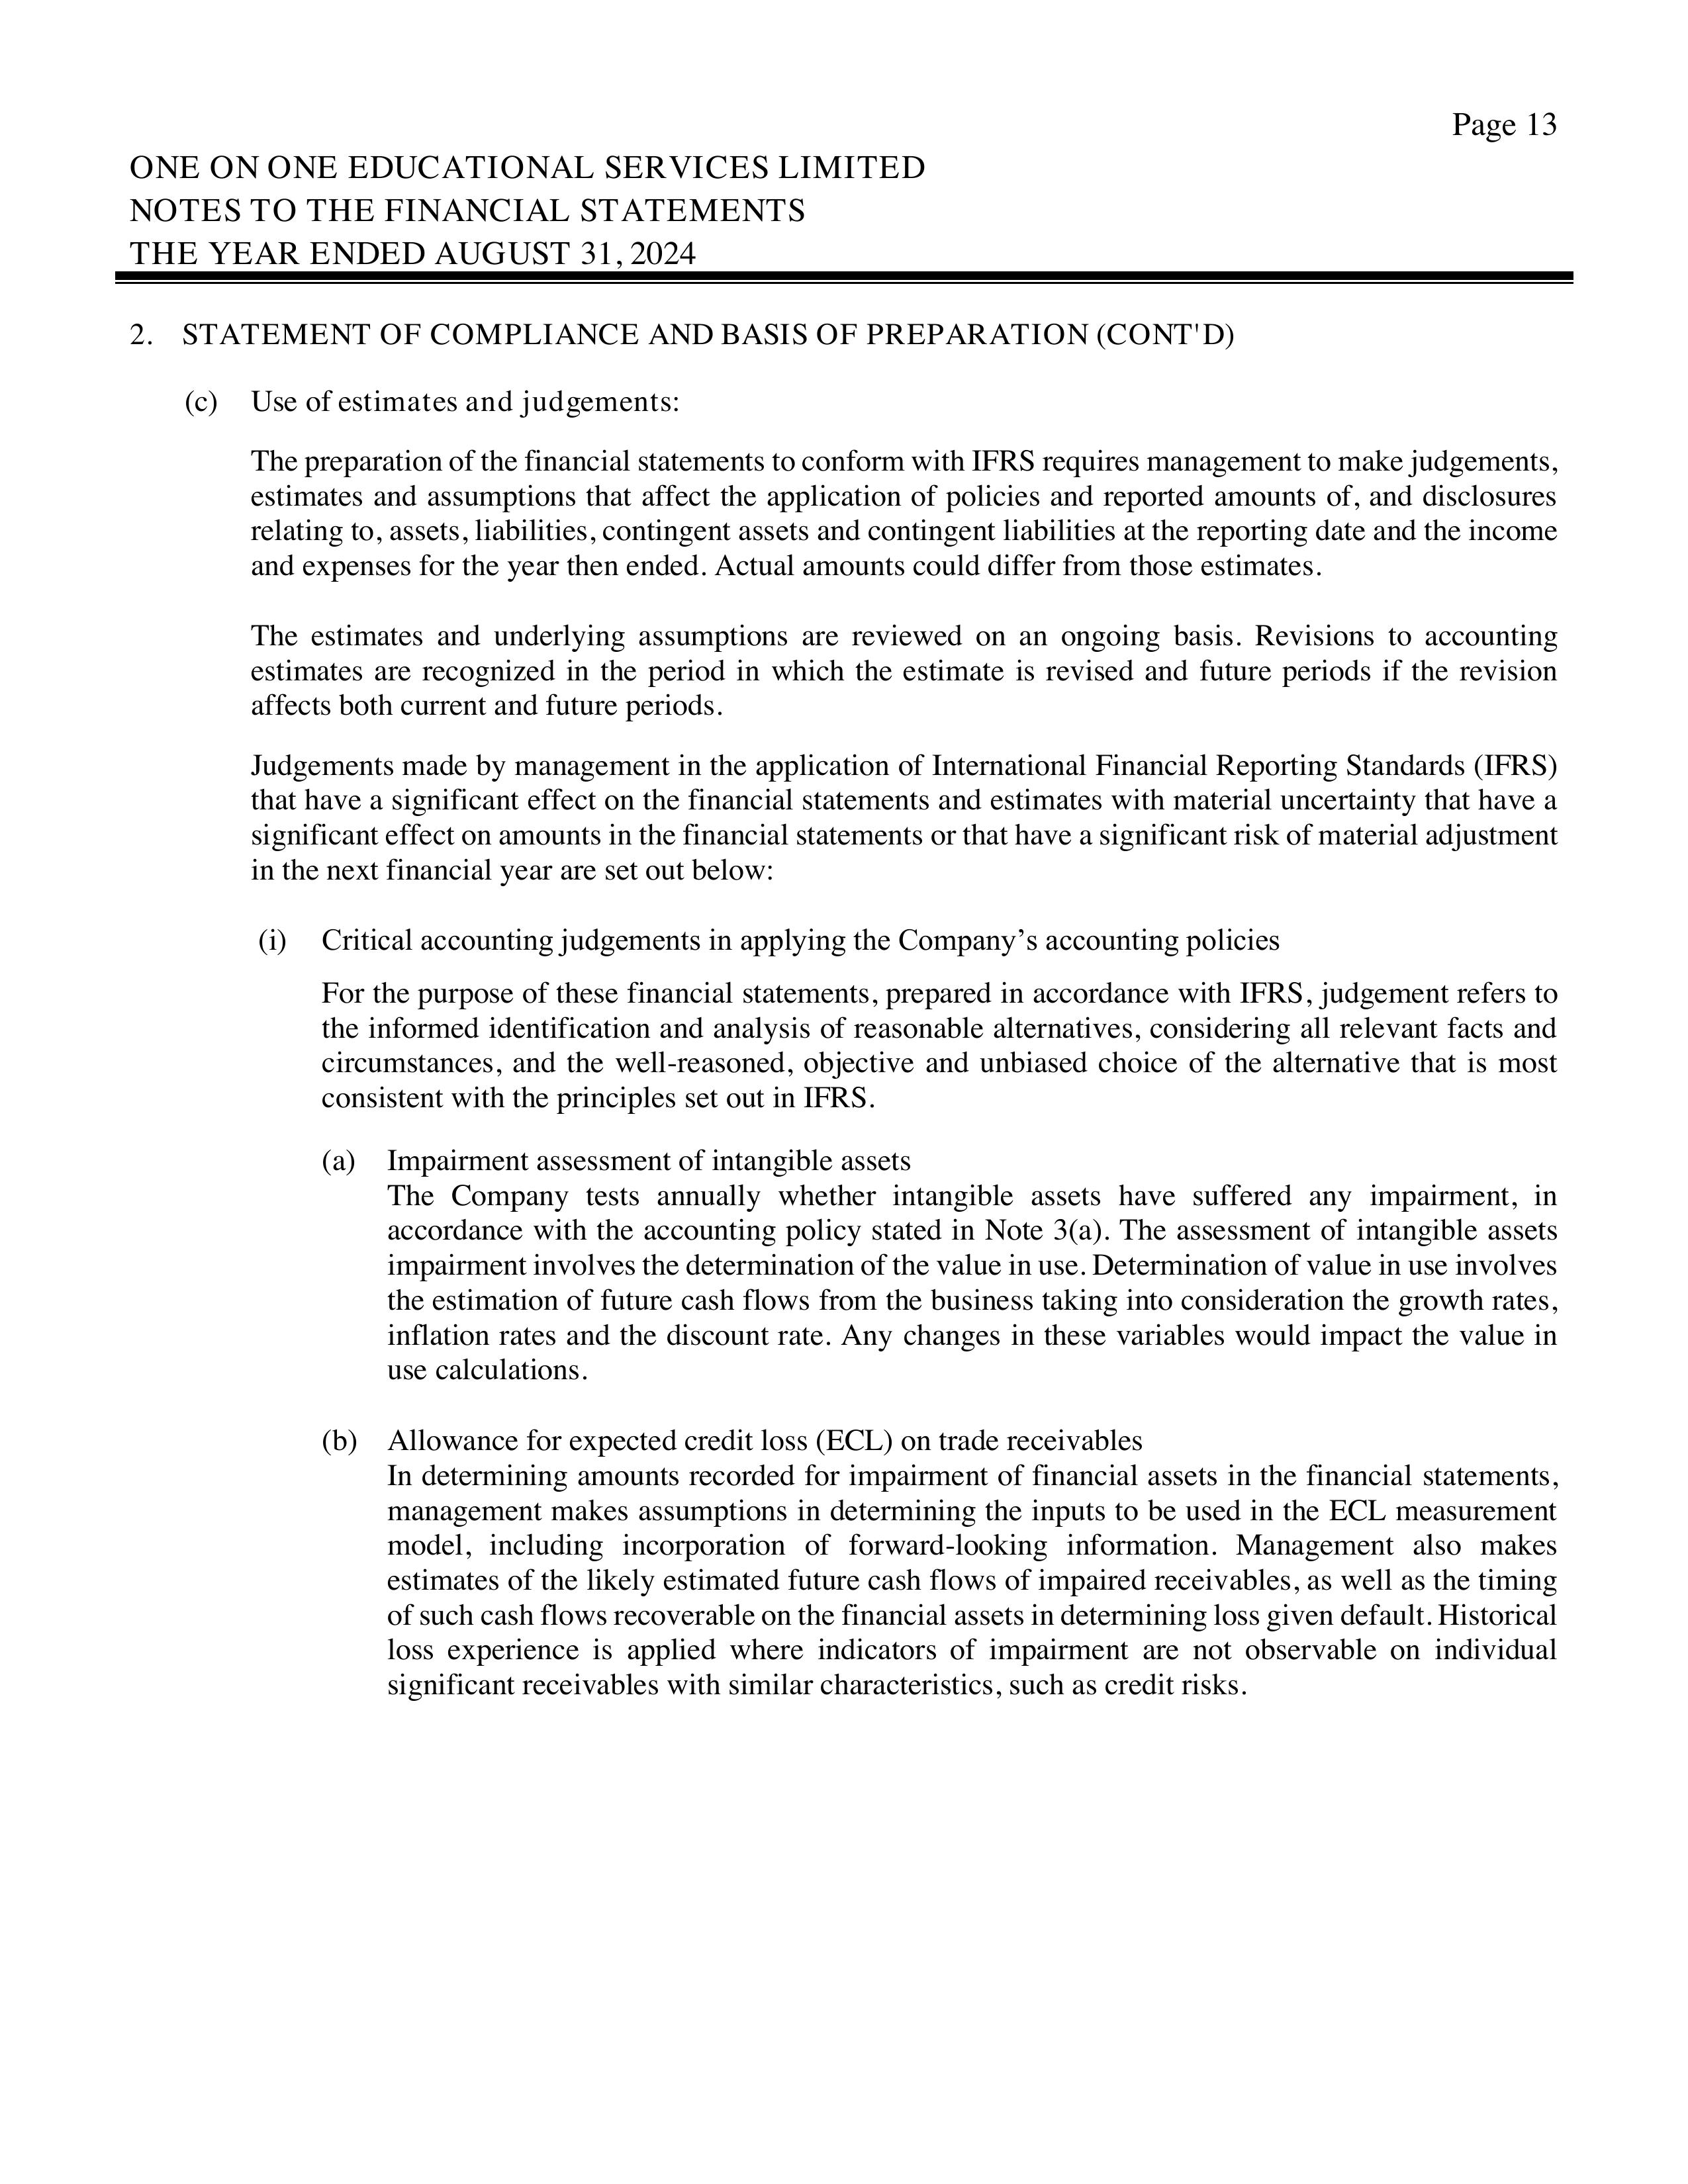 Page 13
ONE ON ONE EDUCATIONAL SERVICES LIMITED
NOTES TO THE FINANCIAL STATEMENTS
THE YEAR ENDED AUGUST 31, 2024
2. STATEMENT OF COMPLIANCE AND BASIS OF PREPARATION (CONT'D)
(c) Use of estimates and judgements:
The preparation of the financial statements to conform with IFRS requires management to make judgements,
estimates and assumptions that affect the application of policies and reported amounts of, and disclosures
relating to, assets, liabilities, contingent assets and contingent liabilities at the reporting date and the income
and expenses for the year then ended. Actual amounts could differ from those estimates.
The estimates and underlying assumptions are reviewed on an ongoing basis. Revisions to accounting
estimates are recognized in the period in which the estimate is revised and future periods if the revision
affects both current and future periods.
Judgements made by management in the application of International Financial Reporting Standards (IFRS)
that have a significant effect on the financial statements and estimates with material uncertainty that have a
significant effect on amounts in the financial statements or that have a significant risk of material adjustment
in the next financial year are set out below:
(i) Critical accounting judgements in applying the Company’s accounting policies
For the purpose of these financial statements, prepared in accordance with IFRS, judgement refers to
the informed identification and analysis of reasonable alternatives, considering all relevant facts and
circumstances, and the well-reasoned, objective and unbiased choice of the alternative that is most
consistent with the principles set out in IFRS.
(a) Impairment assessment of intangible assets
The Company tests annually whether intangible assets have suffered any impairment, in
accordance with the accounting policy stated in Note 3(a). The assessment of intangible assets
impairment involves the determination of the value in use. Determination of value in use involves
the estimation of future cash flows from the business taking into consideration the growth rates,
inflation rates and the discount rate. Any changes in these variables would impact the value in
use calculations.
(b) Allowance for expected credit loss (ECL) on trade receivables
In determining amounts recorded for impairment of financial assets in the financial statements,
management makes assumptions in determining the inputs to be used in the ECL measurement
model, including incorporation of forward-looking information. Management also makes
estimates of the likely estimated future cash flows of impaired receivables, as well as the timing
of such cash flows recoverable on the financial assets in determining loss given default. Historical
loss experience is applied where indicators of impairment are not observable on individual
significant receivables with similar characteristics, such as credit risks.